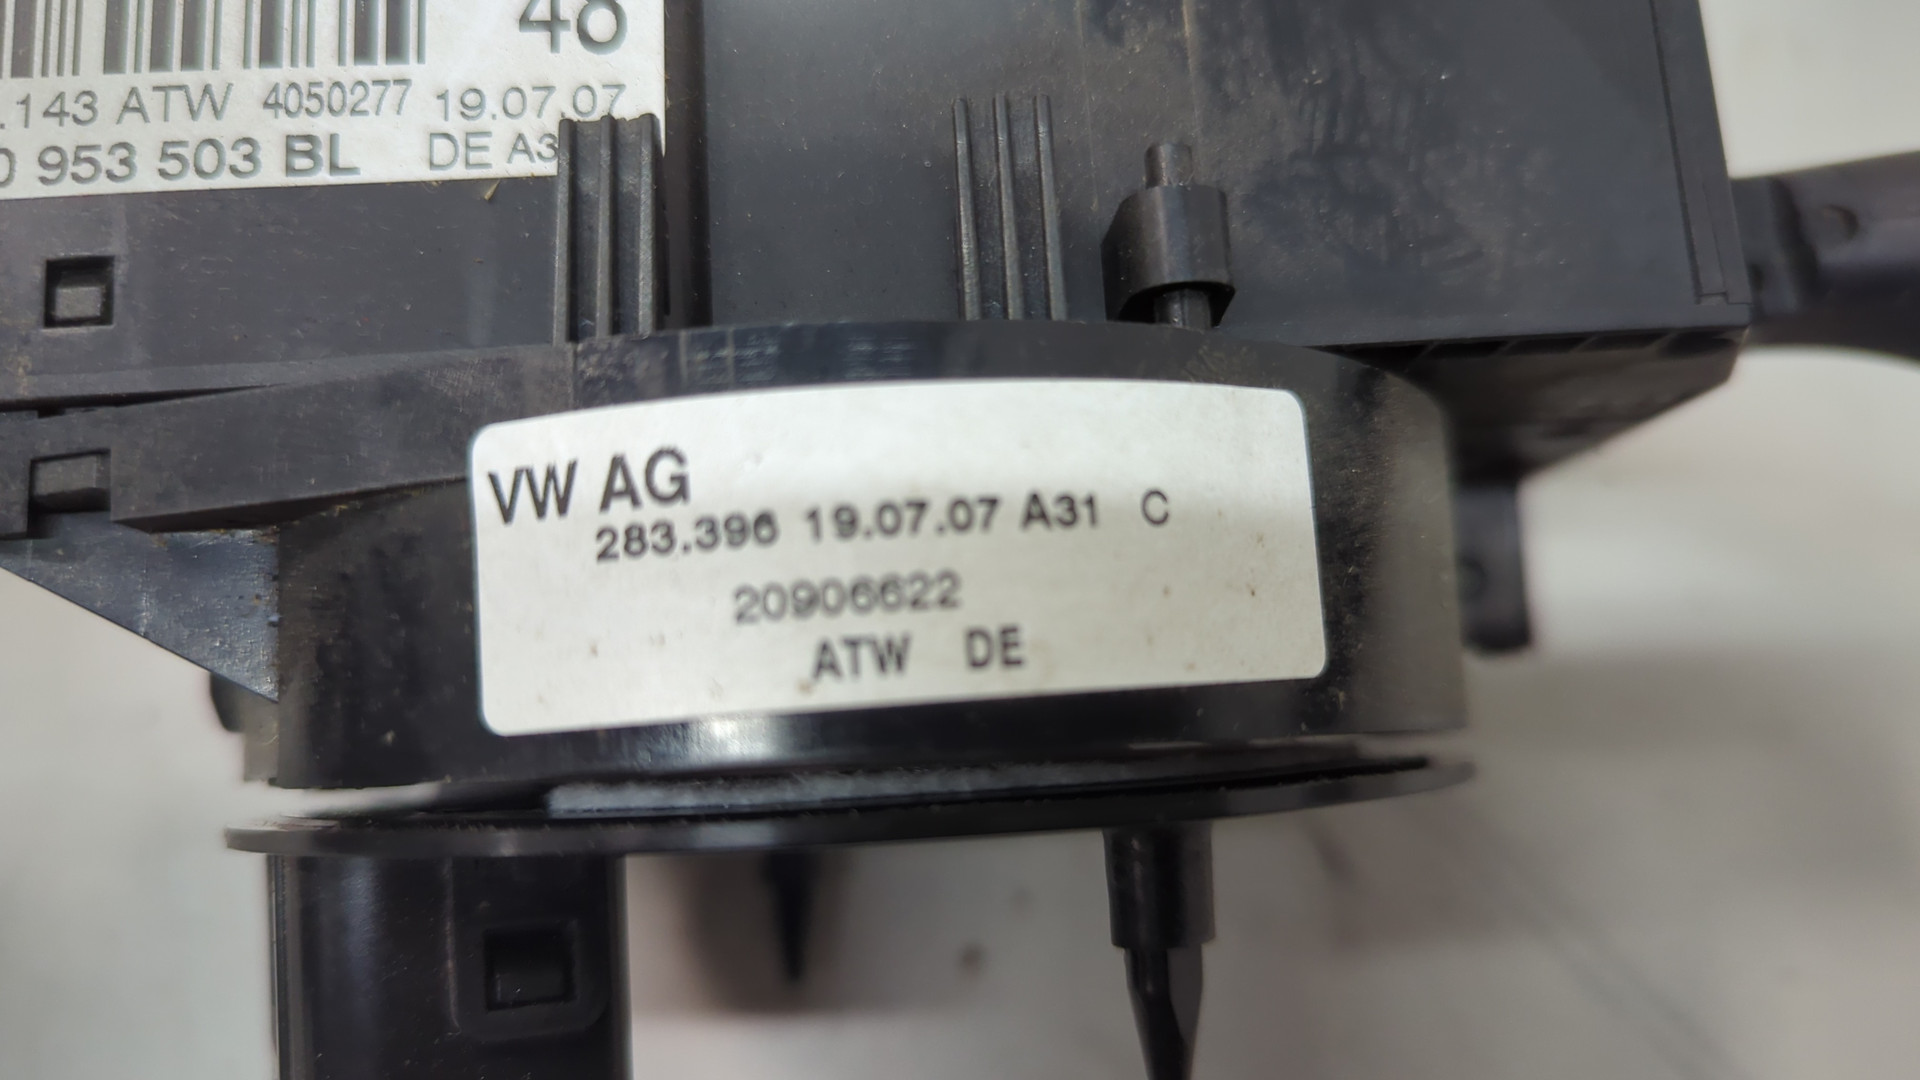 48
.143 ATW 4050277 19.07.07
0 953 503 BL DE A3
VW AG
283.396 19.07.07 A31 C
20906622
ATW DE